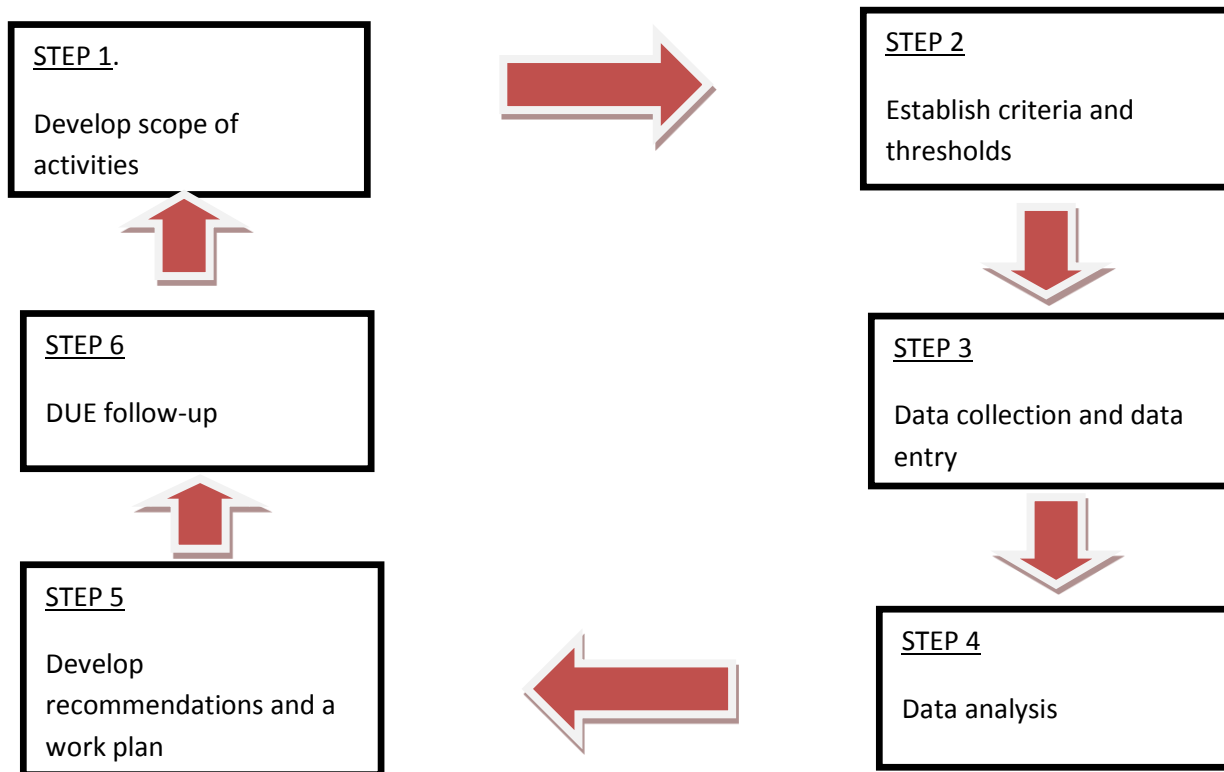 STEP 1.
Develop scope of
activities
STEP 2
Establish criteria and
thresholds
STEP 3
Data collection and data
entry
STEP 4
Data analysis
STEP 5
Develop
recommendations and a
work plan
STEP 6
DUE follow-up